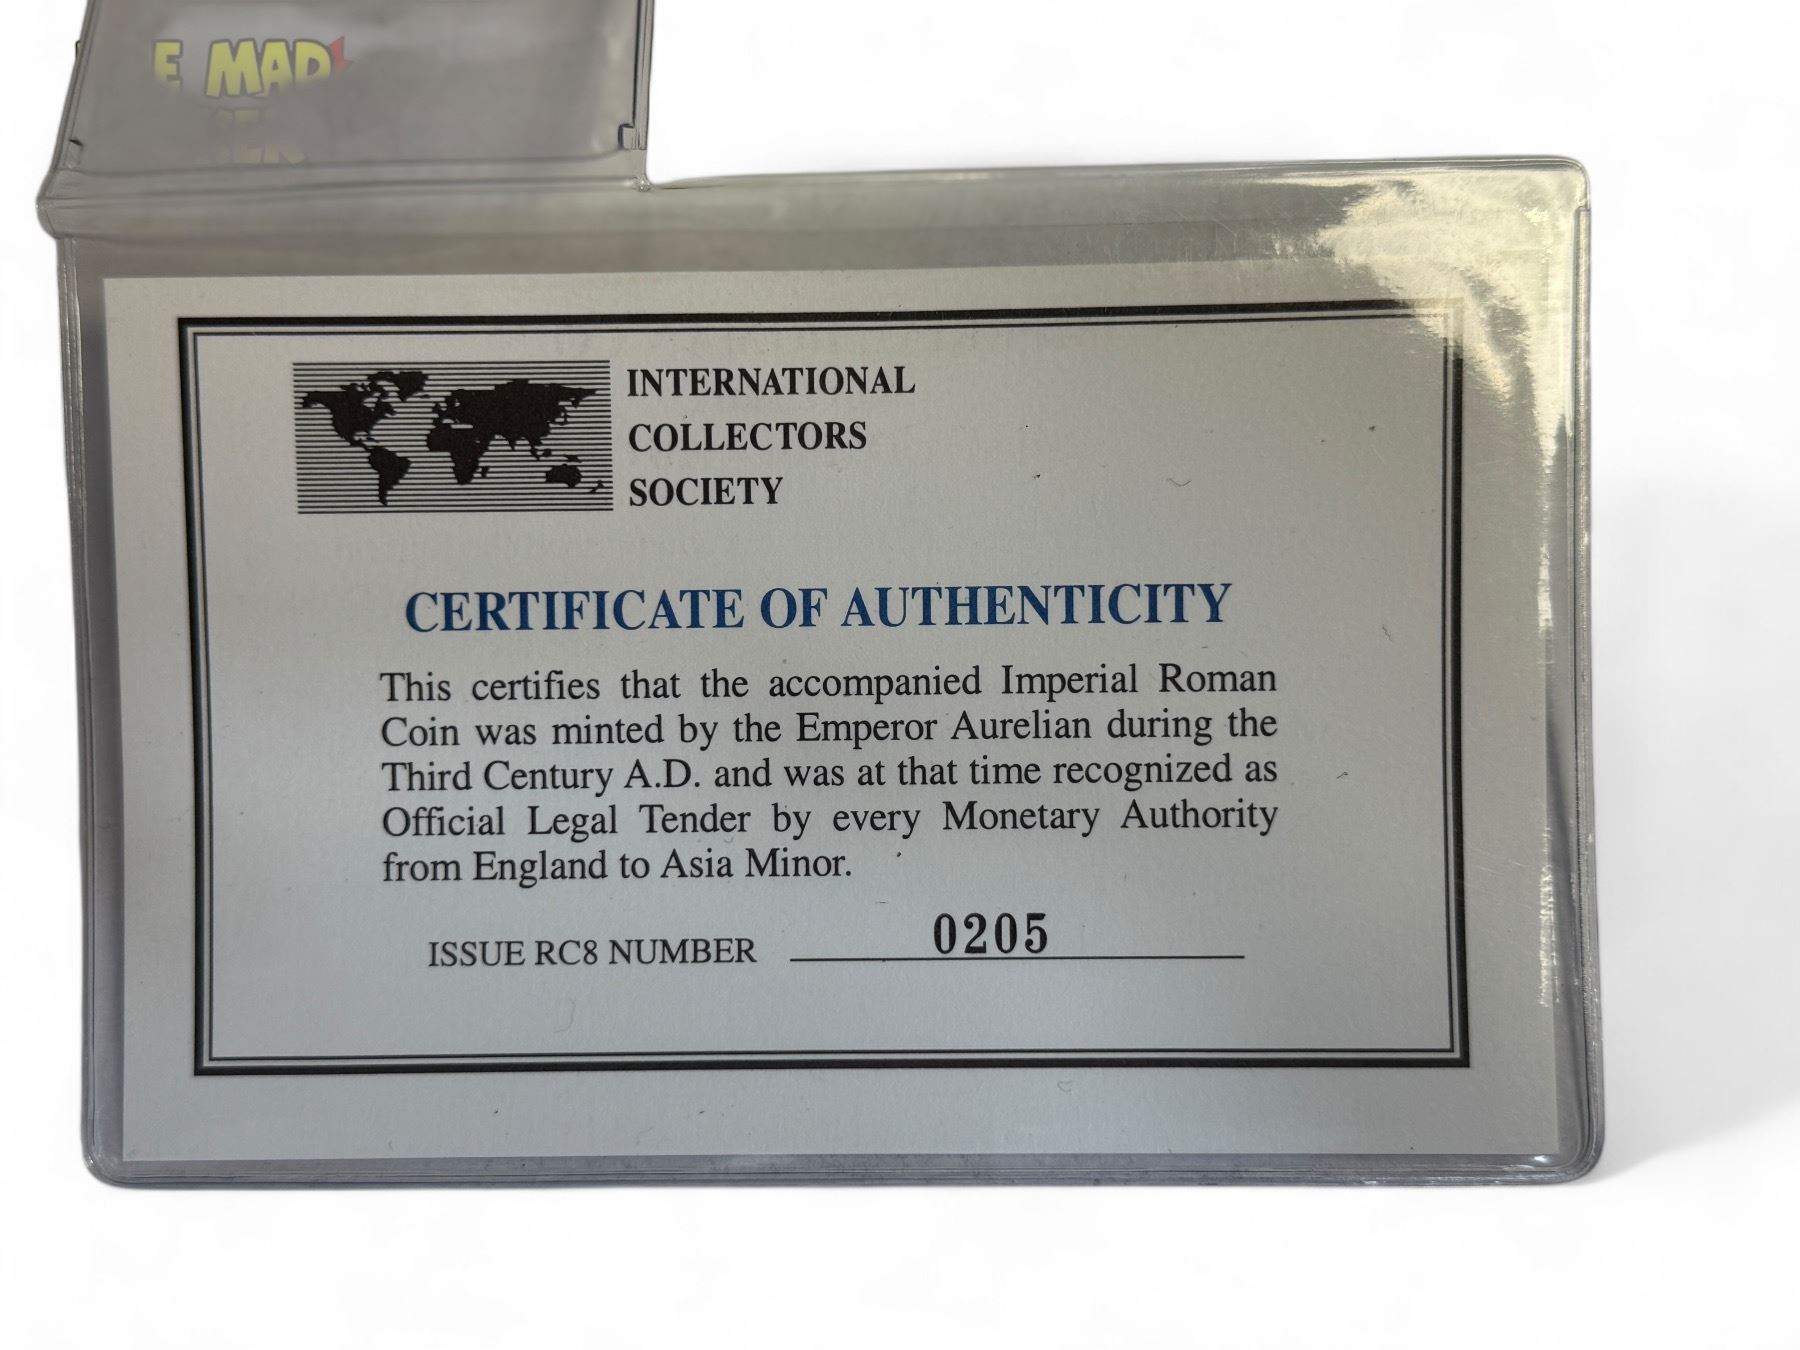 E MAD
INTERNATIONAL
COLLECTORS
SOCIETY
CERTIFICATE OF AUTHENTICITY
This certifies that the accompanied Imperial Roman
Coin was minted by the Emperor Aurelian during the
Third Century A.D. and was at that time recognized as
Official Legal Tender by every Monetary Authority
from England to Asia Minor.
ISSUE RC8 NUMBER 0205